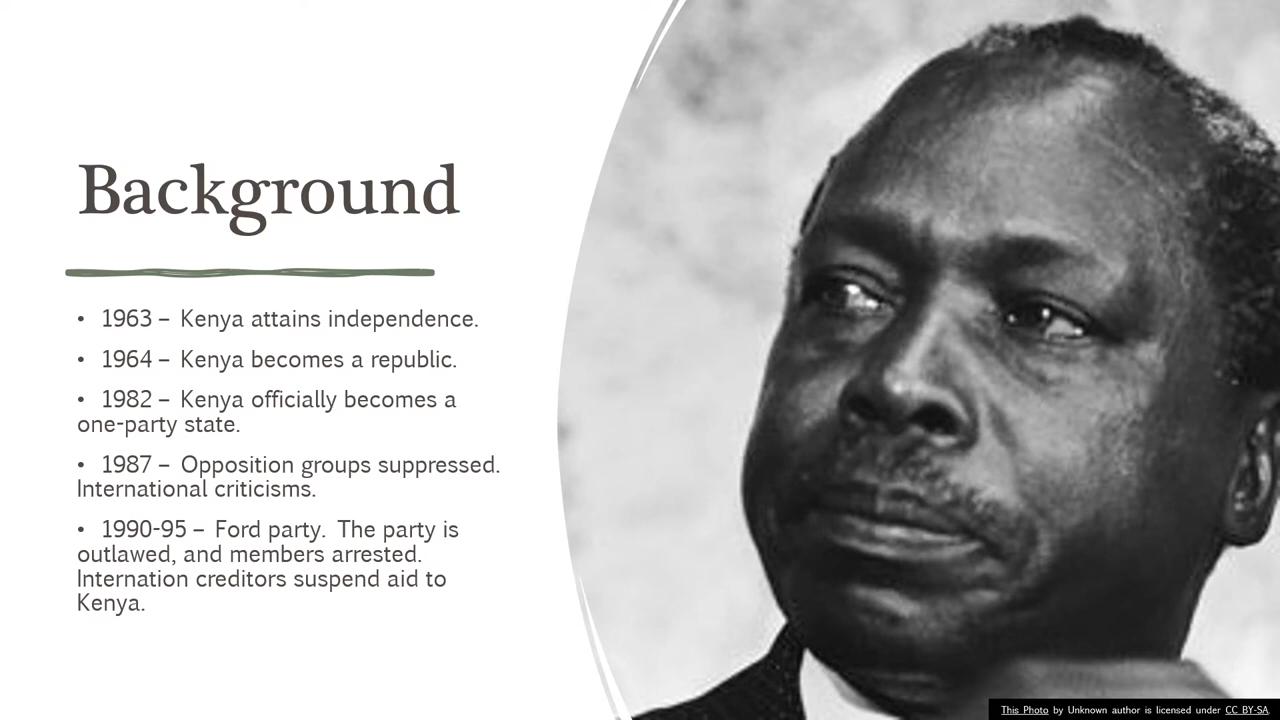 Background
• 1963 – Kenya attains independence.
• 1964 – Kenya becomes a republic.
• 1982 – Kenya officially becomes a
one-party state.
• 1987 – Opposition groups suppressed.
International criticisms.
• 1990-95 – Ford party. The party is
outlawed, and members arrested.
Internation creditors suspend aid to
Kenya.
This Photo by Unknown author is licensed under CC BY-SA.